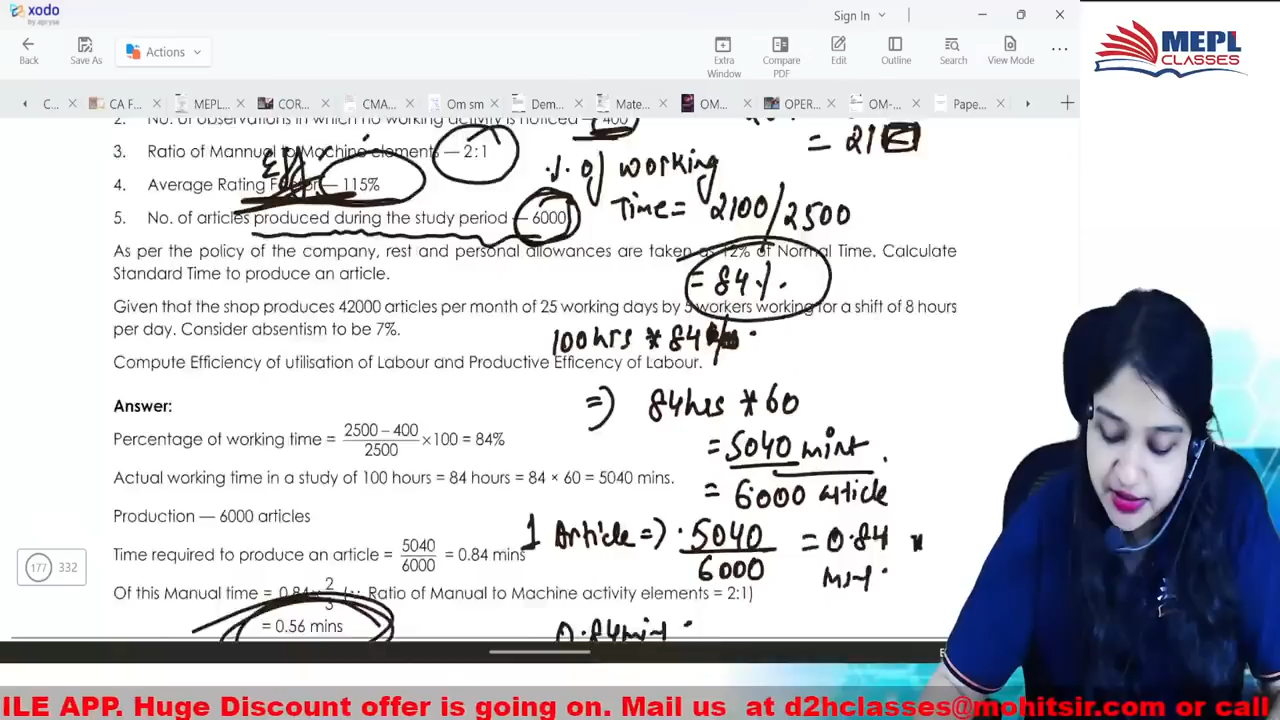 xodo
by apryse
Sign In
Back
Save As
Actions
Extra Window
Compare PDF
Edit
Outline
Search
View Mode
MEPL
CLASSES
C...
CA F...
MEPL...
COR...
CMA...
Om sm
Dem...
Mate...
OM...
OPER...
OM-...
Pape...
2. No. of observations in which no working activity is noticed — 400
= 21
3. Ratio of Mannual to Machine elements — 2:1
% of working
4. Average Rating Factor — 115%
Time = 2100/2500
5. No. of articles produced during the study period — 6000
As per the policy of the company, rest and personal allowances are taken as 12% of Normal Time. Calculate
Standard Time to produce an article.
= 84%.
Given that the shop produces 42000 articles per month of 25 working days by 5 workers working for a shift of 8 hours
per day. Consider absentism to be 7%.
100hrs * 84
Compute Efficiency of utilisation of Labour and Productive Efficency of Labour.
=) 84hrs * 60
Answer:
Percentage of working time = 2500 – 400 / 2500 × 100 = 84%
= 5040 mint.
Actual working time in a study of 100 hours = 84 hours = 84 × 60 = 5040 mins.
= 6000 article
Production — 6000 articles
1 Article =) 5040 / 6000 = 0.84 *
mint.
Time required to produce an article = 5040 / 6000 = 0.84 mins
177 332
Of this Manual time = 0.84 × 2/3 (∵ Ratio of Manual to Machine activity elements = 2:1)
= 0.56 mins
0.84mint.
ILE APP. Huge Discount offer is going on. Mail us at d2hclasses@mohitsir.com or call